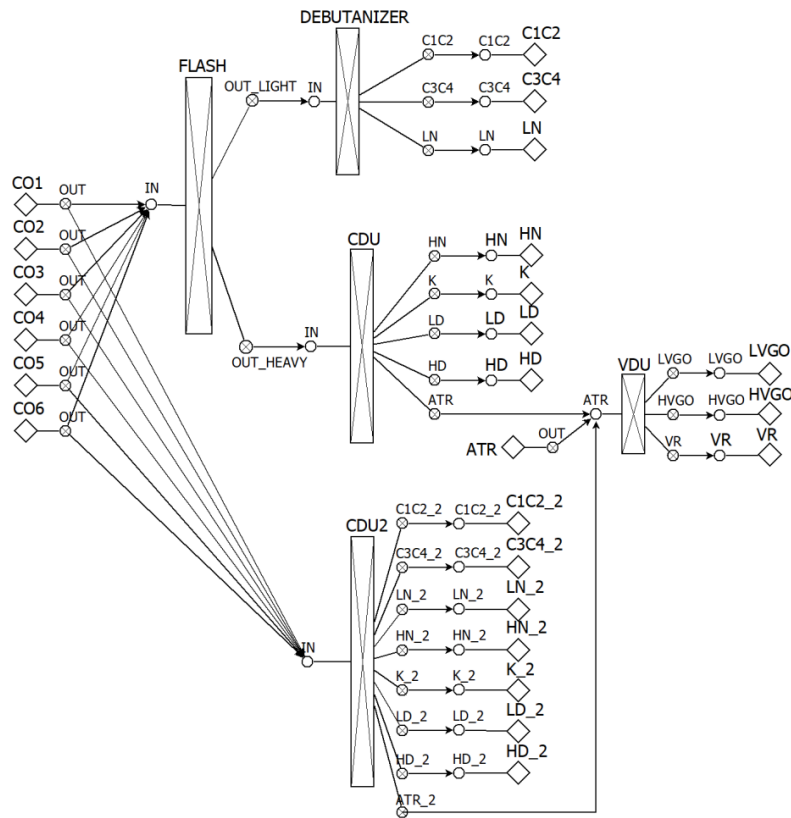 DEBUTANIZER
C1C2 C1C2 C1C2
FLASH
OUT_LIGHT IN
C3C4 C3C4 C3C4
LN LN LN
CO1 OUT IN
CO2 OUT
CO3 OUT
CO4 OUT
CO5 OUT
CO6 OUT
CDU
HN HN HN
K K K
LD LD LD
OUT_HEAVY IN
HD HD HD
ATR ATR
VDU
LVGO LVGO LVGO
HVGO HVGO HVGO
VR VR VR
ATR OUT
CDU2
C1C2_2 C1C2_2 C1C2_2
C3C4_2 C3C4_2 C3C4_2
LN_2 LN_2 LN_2
HN_2 HN_2 HN_2
IN
K_2 K_2 K_2
LD_2 LD_2 LD_2
HD_2 HD_2 HD_2
ATR_2